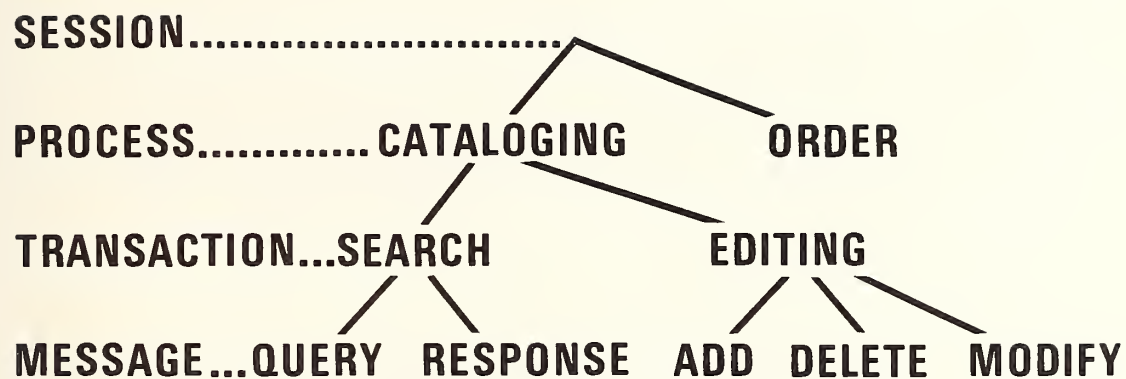 SESSION...........................
PROCESS.............CATALOGING ORDER
TRANSACTION...SEARCH EDITING
MESSAGE...QUERY RESPONSE ADD DELETE MODIFY